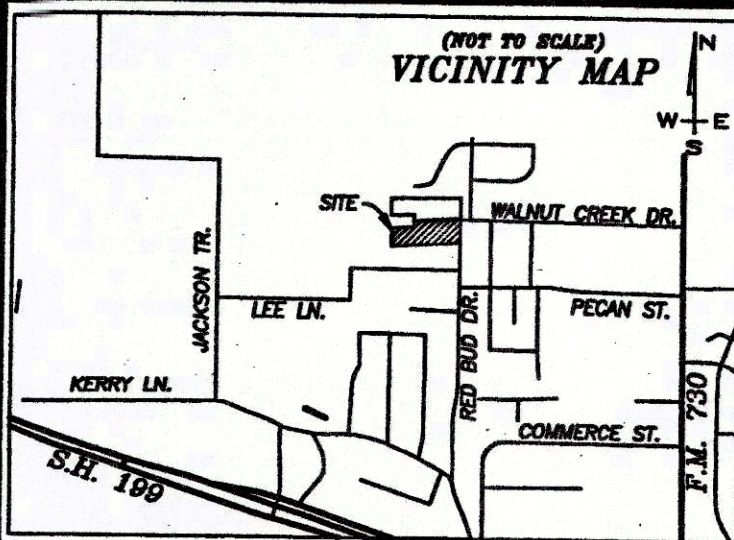 (NOT TO SCALE)
VICINITY MAP
N
W E
S
SITE
WALNUT CREEK DR.
JACKSON TR.
LEE LN.
RED BUD DR.
PECAN ST.
KERRY LN.
COMMERCE ST.
F.M. 730
S.H. 199